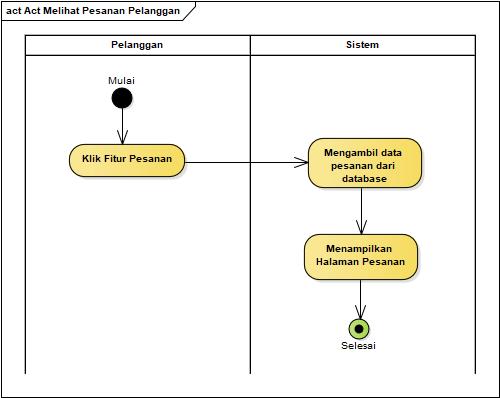 act Act Melihat Pesanan Pelanggan
Pelanggan
Sistem
Mulai
Klik Fitur Pesanan
Mengambil data
pesanan dari
database
Menampilkan
Halaman Pesanan
Selesai